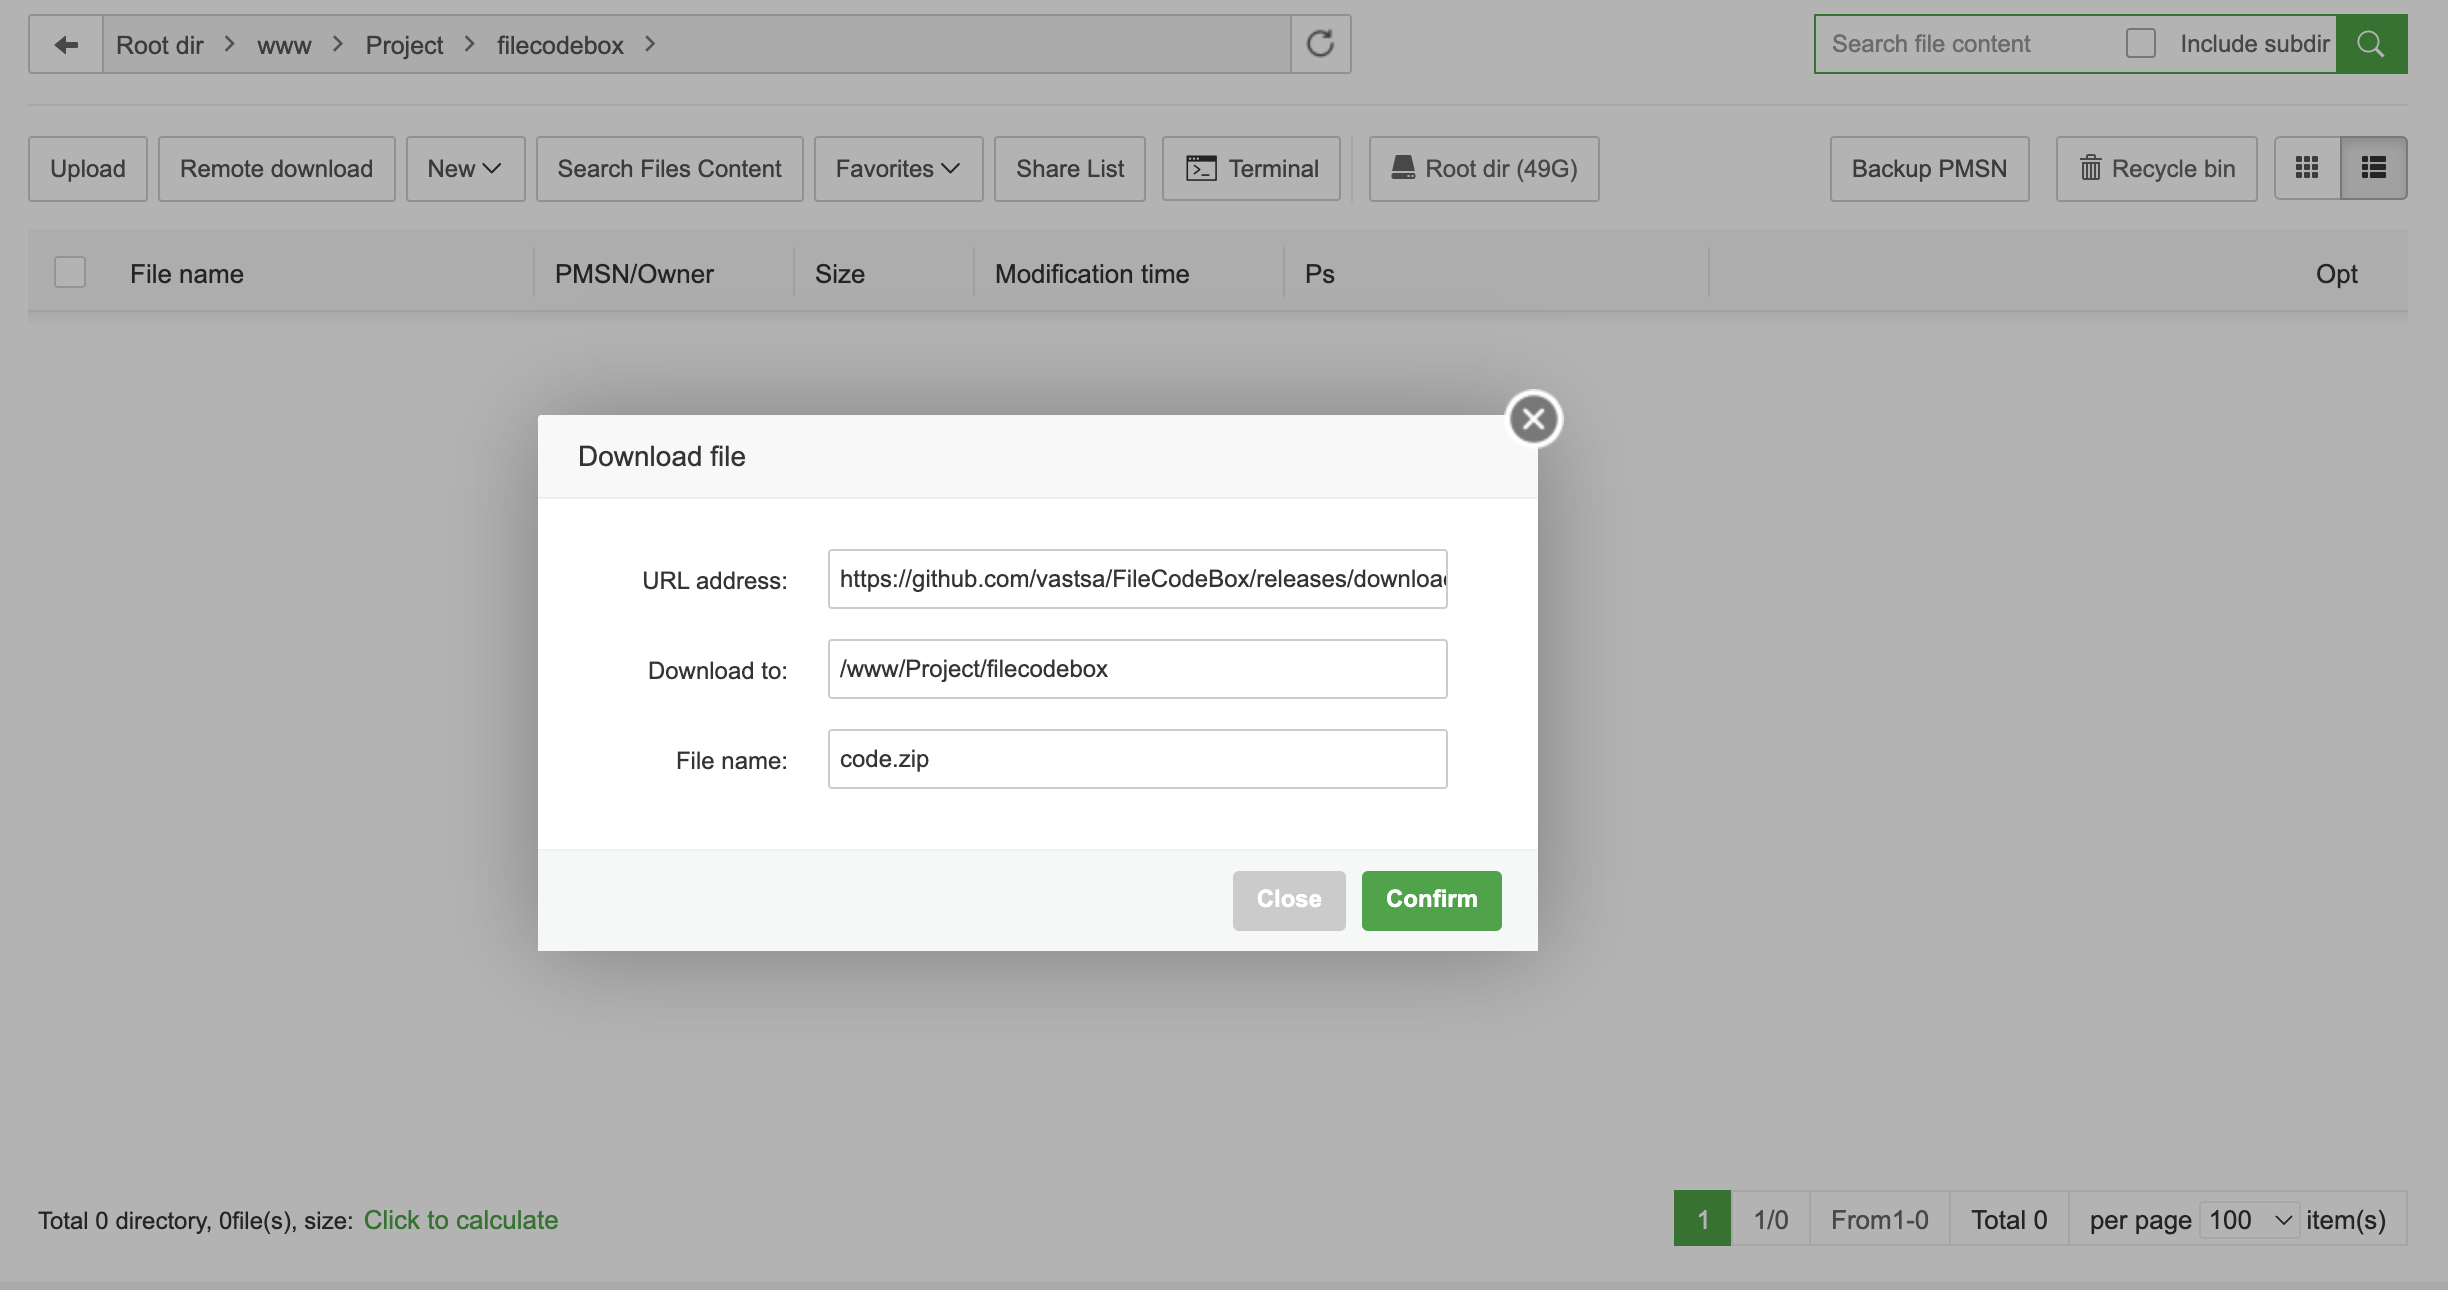 Root dir > www > Project > filecodebox >
Search file content Include subdir
Upload Remote download New Search Files Content Favorites Share List Terminal Root dir (49G) Backup PMSN Recycle bin
File name PMSN/Owner Size Modification time Ps Opt
Download file
URL address: https://github.com/vastsa/FileCodeBox/releases/downloa
Download to: /www/Project/filecodebox
File name: code.zip
Close Confirm
Total 0 directory, 0file(s), size: Click to calculate 1 1/0 From1-0 Total 0 per page 100 item(s)